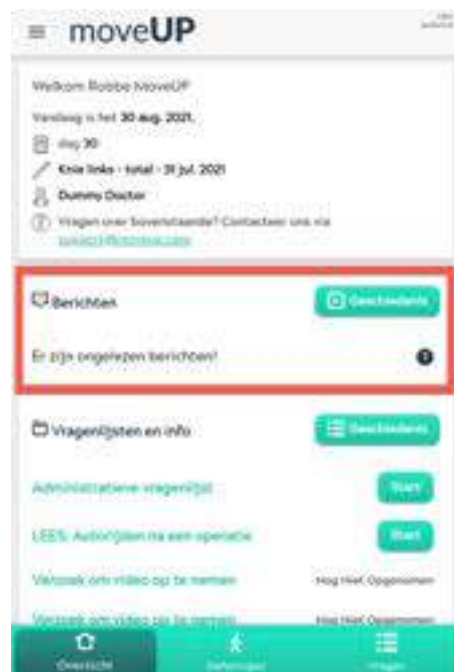 moveUP
Welkom Robbe MoveUP
Vandaag is het 30 aug. 2021.
dag 30
Knie links - total - 31 jul. 2021
Dummy Doctor
Vragen over bovenstaande? Contacteer ons via
Berichten
Geschiedenis
Er zijn ongelezen berichten!
Vragenlijsten en info
Geschiedenis
Administratieve vragenlijst
Start
LEES: Autorijden na een operatie
Start
Verzoek om video op te nemen
Nog Niet Opgenomen
Verzoek om video op te nemen
Nog Niet Opgenomen
Overzicht
Oefeningen
Vragen